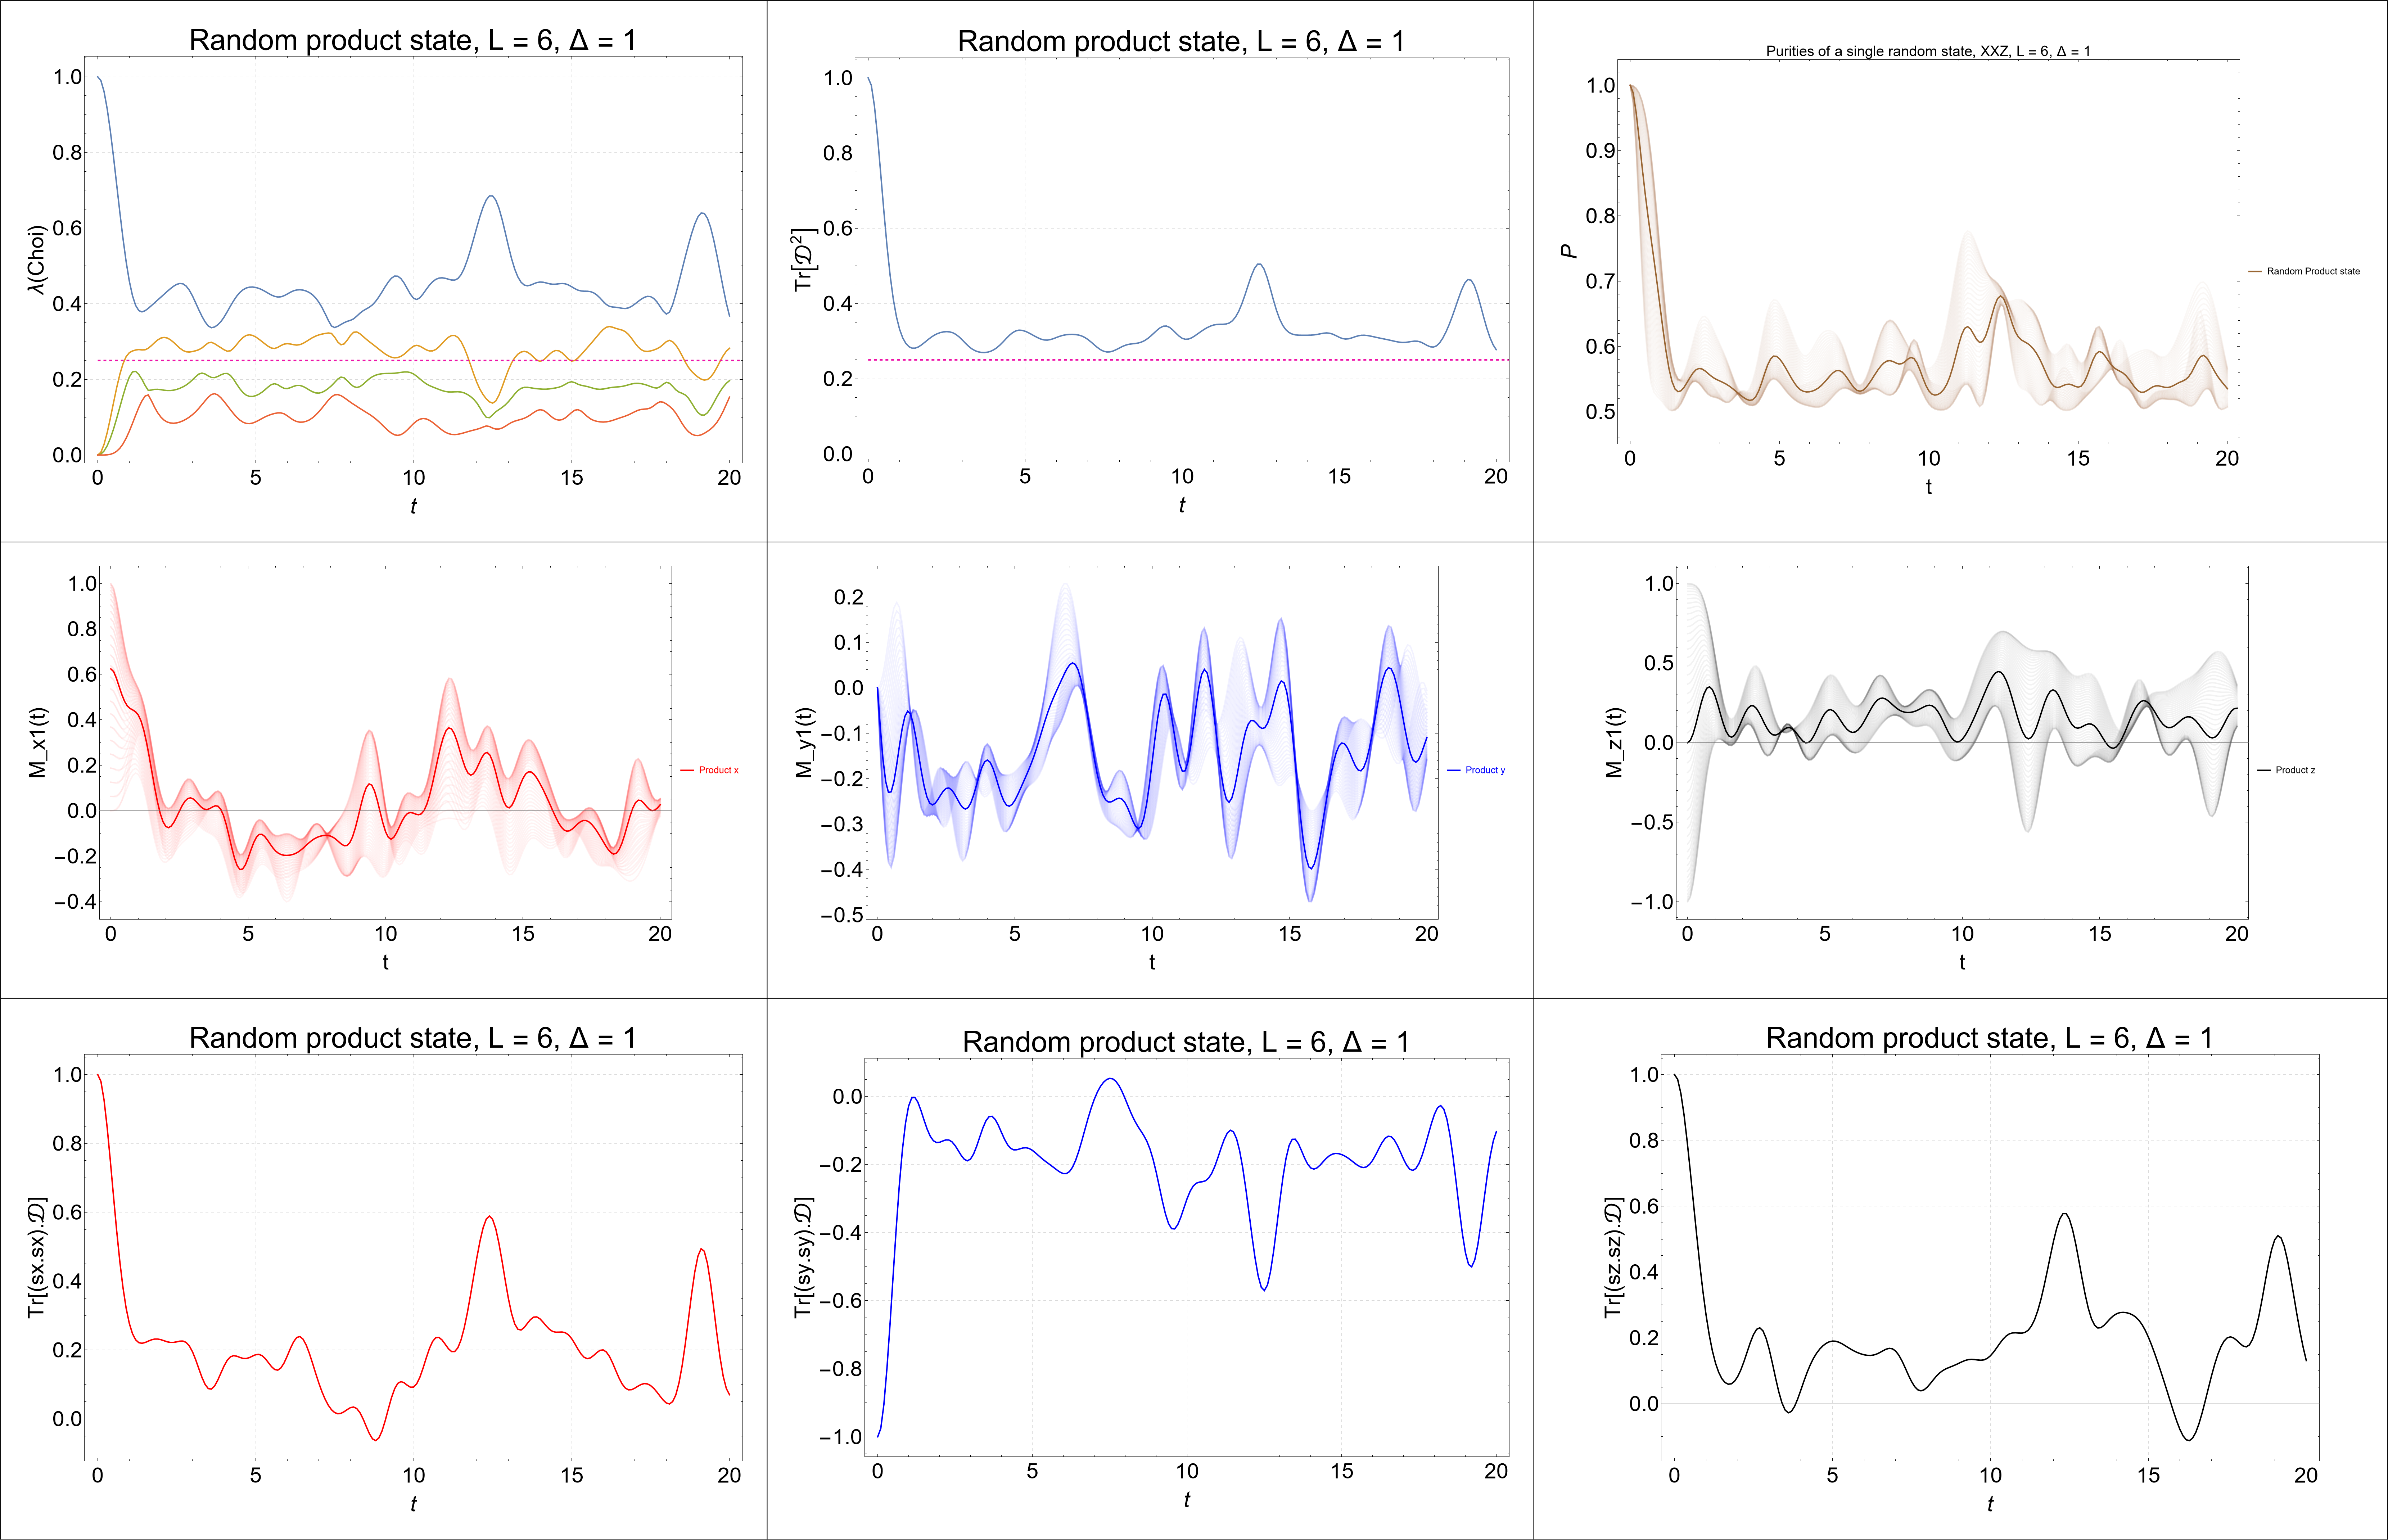 Random product state, L = 6, Δ = 1
λ(Choi)
1.0
0.8
0.6
0.4
0.2
0.0
0 5 10 15 20
t
Random product state, L = 6, Δ = 1
Tr[𝒟²]
1.0
0.8
0.6
0.4
0.2
0.0
0 5 10 15 20
t
Purities of a single random state, XXZ, L = 6, Δ = 1
P
1.0
0.9
0.8
0.7
0.6
0.5
0 5 10 15 20
t
Random Product state
M_x1(t)
1.0
0.8
0.6
0.4
0.2
0.0
−0.2
−0.4
0 5 10 15 20
t
Product x
M_y1(t)
0.2
0.1
0.0
−0.1
−0.2
−0.3
−0.4
−0.5
0 5 10 15 20
t
Product y
M_z1(t)
1.0
0.5
0.0
−0.5
−1.0
0 5 10 15 20
t
Product z
Random product state, L = 6, Δ = 1
Tr[(sx.sx).𝒟]
1.0
0.8
0.6
0.4
0.2
0.0
0 5 10 15 20
t
Random product state, L = 6, Δ = 1
Tr[(sy.sy).𝒟]
0.0
−0.2
−0.4
−0.6
−0.8
−1.0
0 5 10 15 20
t
Random product state, L = 6, Δ = 1
Tr[(sz.sz).𝒟]
1.0
0.8
0.6
0.4
0.2
0.0
0 5 10 15 20
t